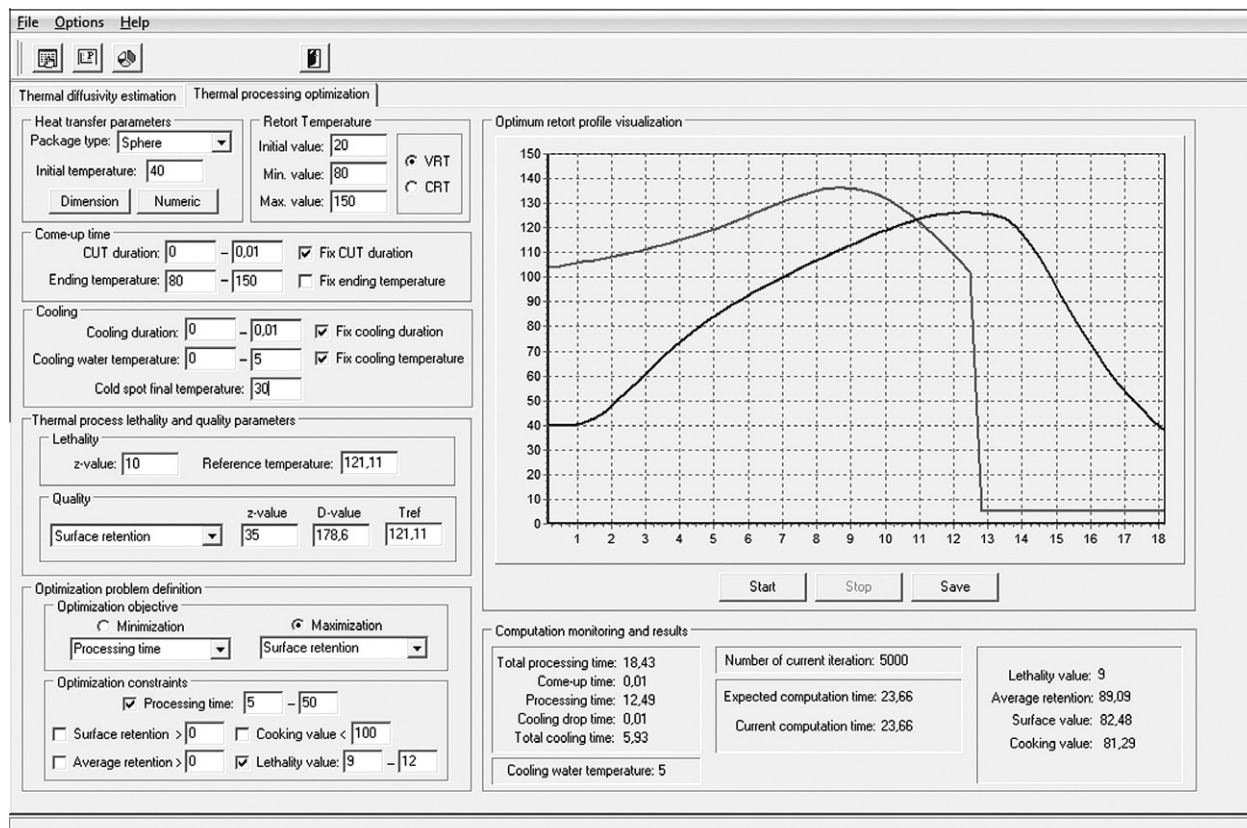 File Options Help
Thermal diffusivity estimation Thermal processing optimization
Heat transfer parameters
Package type: Sphere
Initial temperature: 40
Dimension Numeric
Retort Temperature
Initial value: 20
Min. value: 80
Max. value: 150
VRT
CRT
Come-up time
CUT duration: 0 – 0,01 Fix CUT duration
Ending temperature: 80 – 150 Fix ending temperature
Cooling
Cooling duration: 0 – 0,01 Fix cooling duration
Cooling water temperature: 0 – 5 Fix cooling temperature
Cold spot final temperature: 30
Thermal process lethality and quality parameters
Lethality
z-value: 10 Reference temperature: 121,11
Quality
z-value D-value Tref
Surface retention 35 178,6 121,11
Optimization problem definition
Optimization objective
Minimization Maximization
Processing time Surface retention
Optimization constraints
Processing time: 5 – 50
Surface retention > 0 Cooking value < 100
Average retention > 0 Lethality value: 9 – 12
Optimum retort profile visualization
150
140
130
120
110
100
90
80
70
60
50
40
30
20
10
0
1 2 3 4 5 6 7 8 9 10 11 12 13 14 15 16 17 18
Start Stop Save
Computation monitoring and results
Total processing time: 18,43
Come-up time: 0,01
Processing time: 12,49
Cooling drop time: 0,01
Total cooling time: 5,93
Cooling water temperature: 5
Number of current iteration: 5000
Expected computation time: 23,66
Current computation time: 23,66
Lethality value: 9
Average retention: 89,09
Surface value: 82,48
Cooking value: 81,29